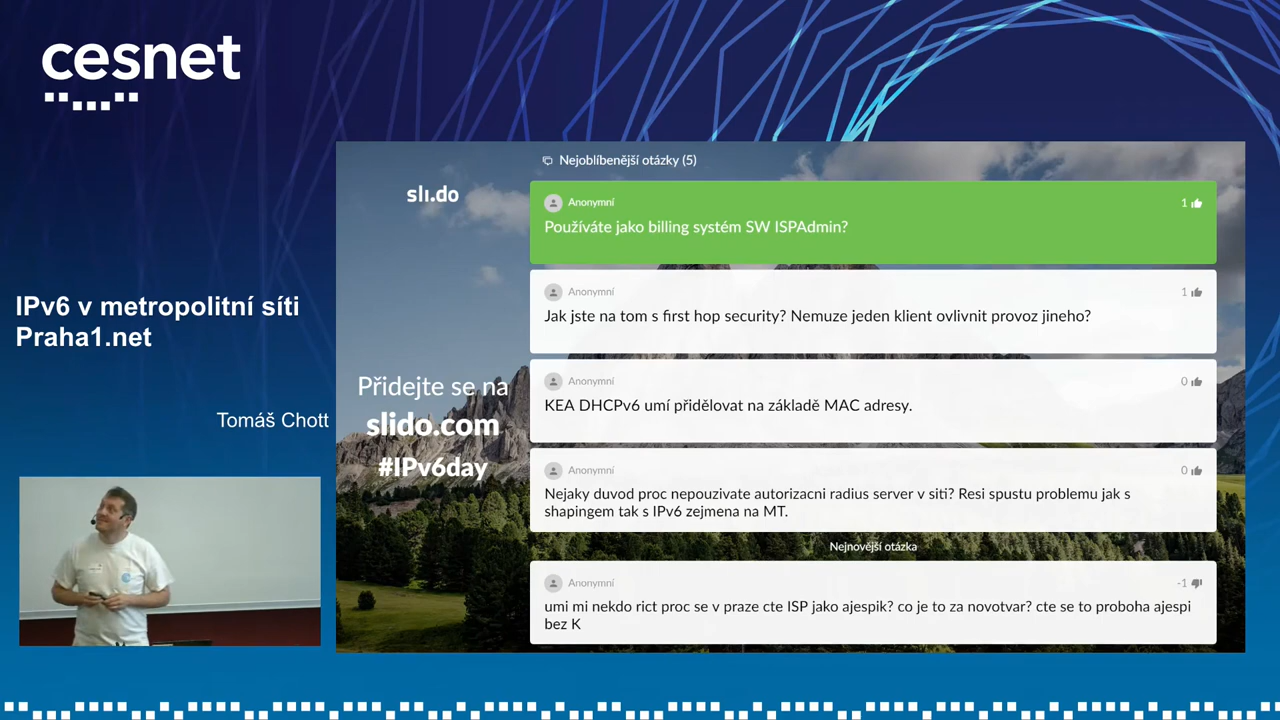 cesnet
IPv6 v metropolitní síti
Praha1.net
Tomáš Chott
sli.do
Přidejte se na
slido.com
#IPv6day
Nejoblíbenější otázky (5)
Anonymní
1
Používáte jako billing systém SW ISPAdmin?
Anonymní
1
Jak jste na tom s first hop security? Nemuze jeden klient ovlivnit provoz jineho?
Anonymní
0
KEA DHCPv6 umí přidělovat na základě MAC adresy.
Anonymní
0
Nejaky duvod proc nepouzivate autorizacni radius server v siti? Resi spustu problemu jak s
shapingem tak s IPv6 zejmena na MT.
Nejnovější otázka
Anonymní
-1
umi mi nekdo rict proc se v praze cte ISP jako ajespik? co je to za novotvar? cte se to proboha ajespi
bez K